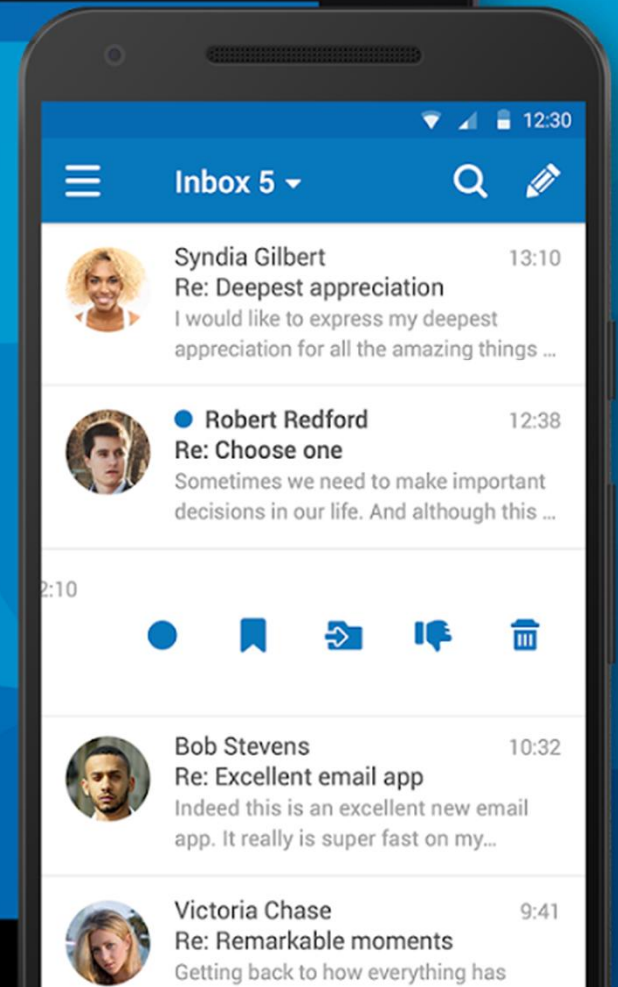 12:30
Inbox 5
Syndia Gilbert 13:10
Re: Deepest appreciation
I would like to express my deepest
appreciation for all the amazing things ...
Robert Redford 12:38
Re: Choose one
Sometimes we need to make important
decisions in our life. And although this ...
2:10
Bob Stevens 10:32
Re: Excellent email app
Indeed this is an excellent new email
app. It really is super fast on my...
Victoria Chase 9:41
Re: Remarkable moments
Getting back to how everything has